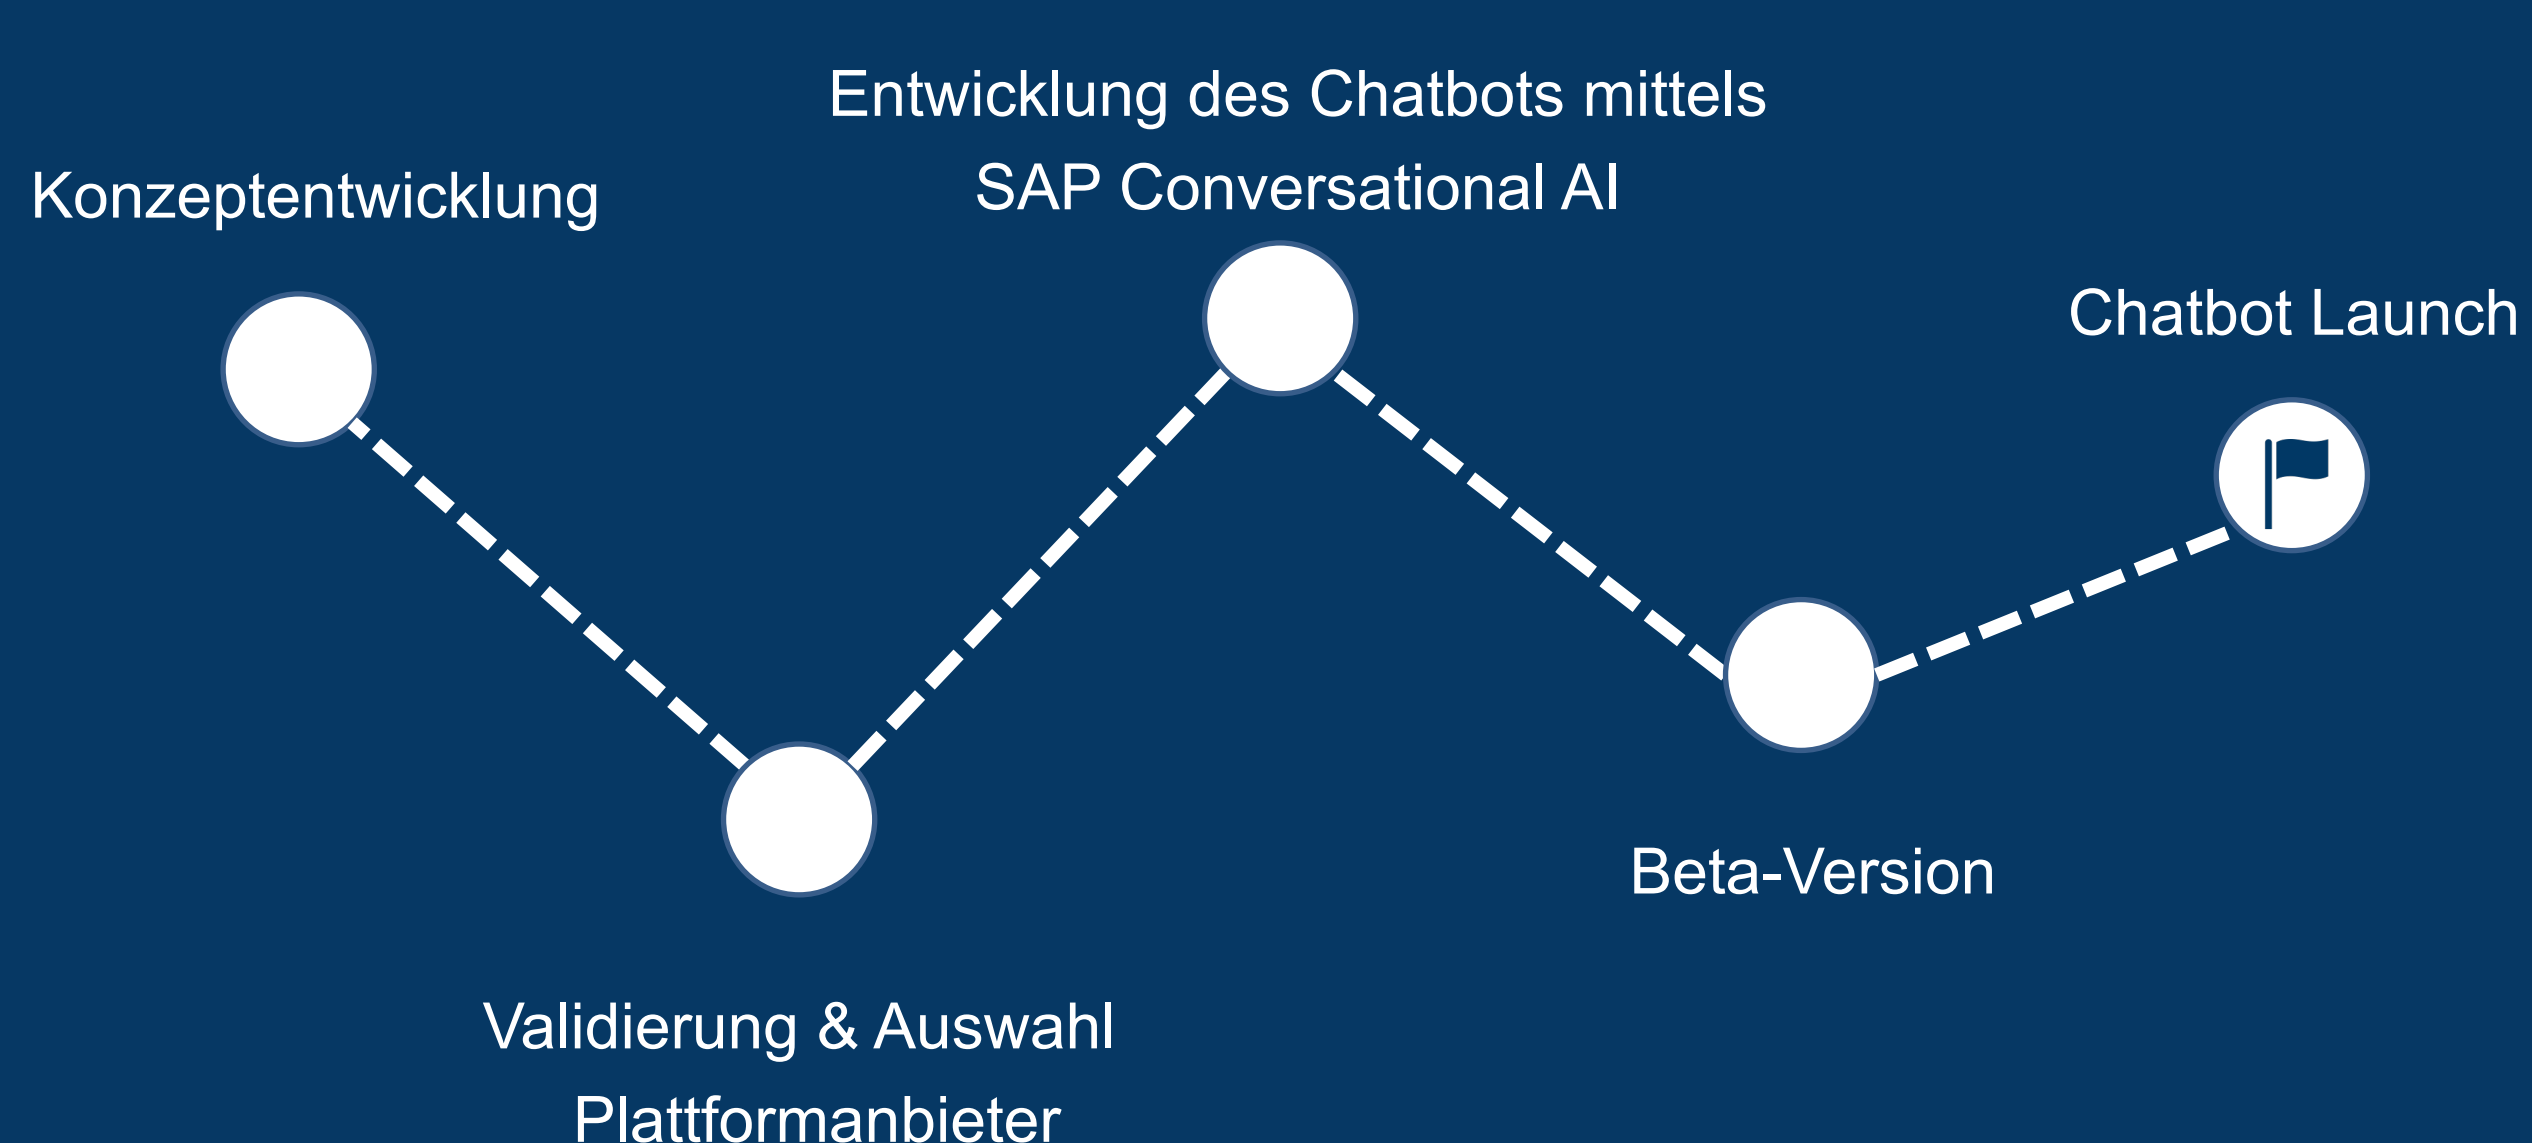 Konzeptentwicklung
Validierung & Auswahl
Plattformanbieter
Entwicklung des Chatbots mittels
SAP Conversational AI
Beta-Version
Chatbot Launch